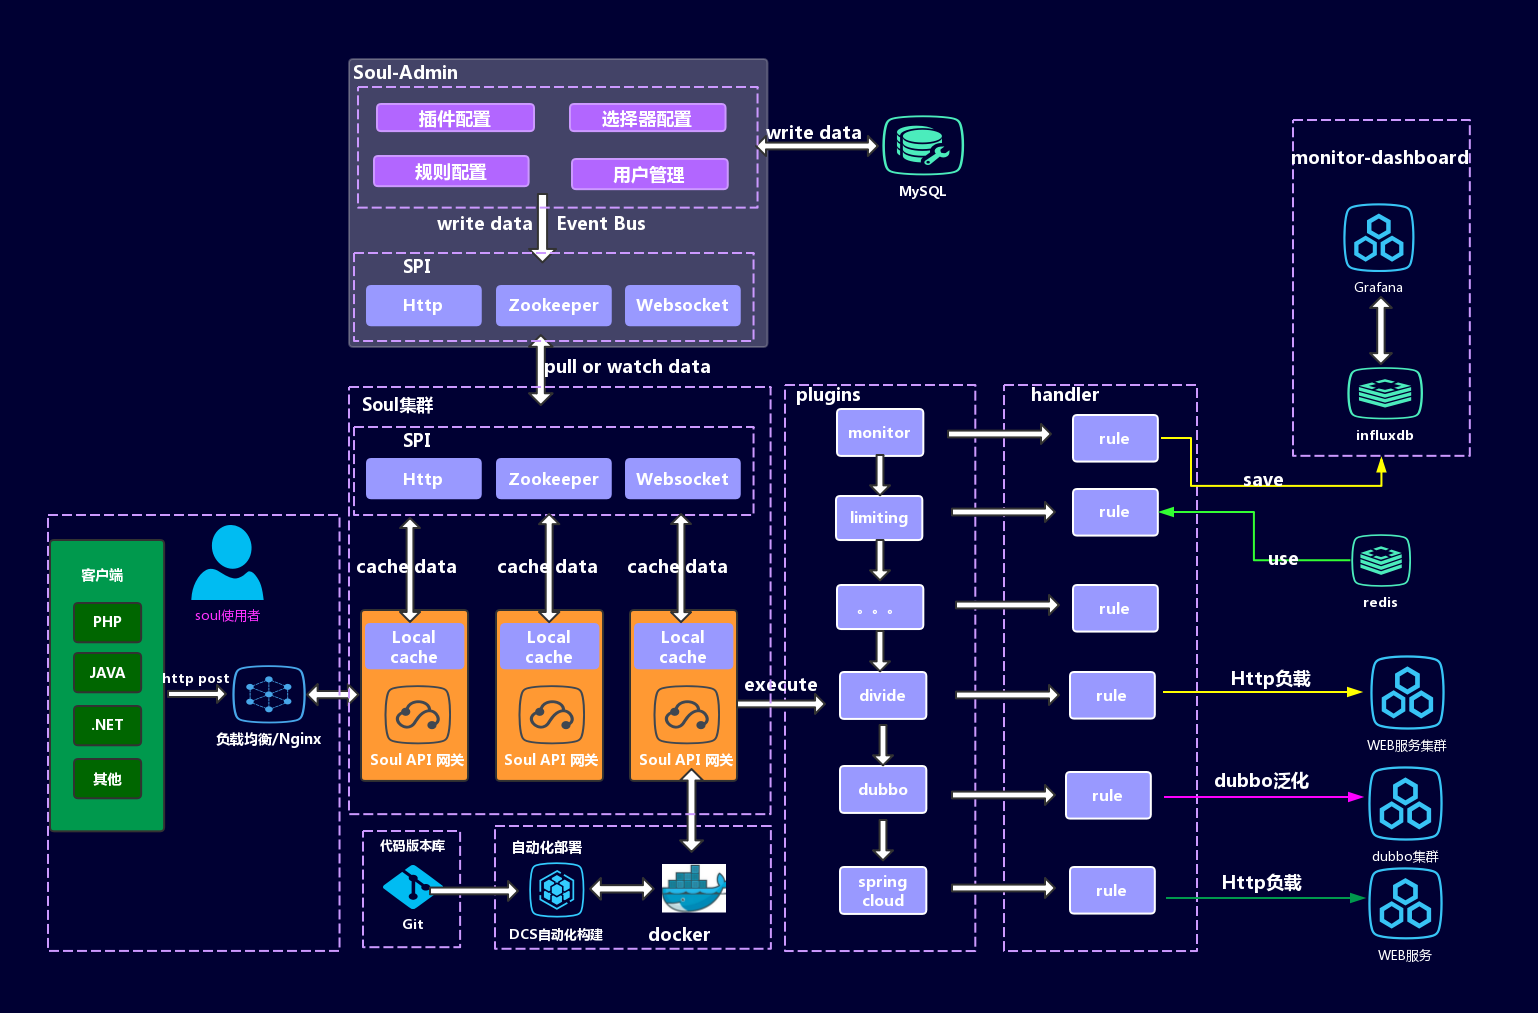 Soul-Admin
插件配置
选择器配置
规则配置
用户管理
write data
MySQL
write data
Event Bus
SPI
Http
Zookeeper
Websocket
pull or watch data
monitor-dashboard
Grafana
influxdb
Soul集群
SPI
Http
Zookeeper
Websocket
cache data
cache data
cache data
Local
cache
Local
cache
Local
cache
Soul API 网关
Soul API 网关
Soul API 网关
客户端
PHP
JAVA
.NET
其他
soul使用者
http post
负载均衡/Nginx
execute
代码版本库
Git
自动化部署
DCS自动化构建
docker
plugins
monitor
limiting
。。。
divide
dubbo
spring
cloud
handler
rule
rule
rule
rule
rule
rule
save
use
redis
Http负载
WEB服务集群
dubbo泛化
dubbo集群
Http负载
WEB服务